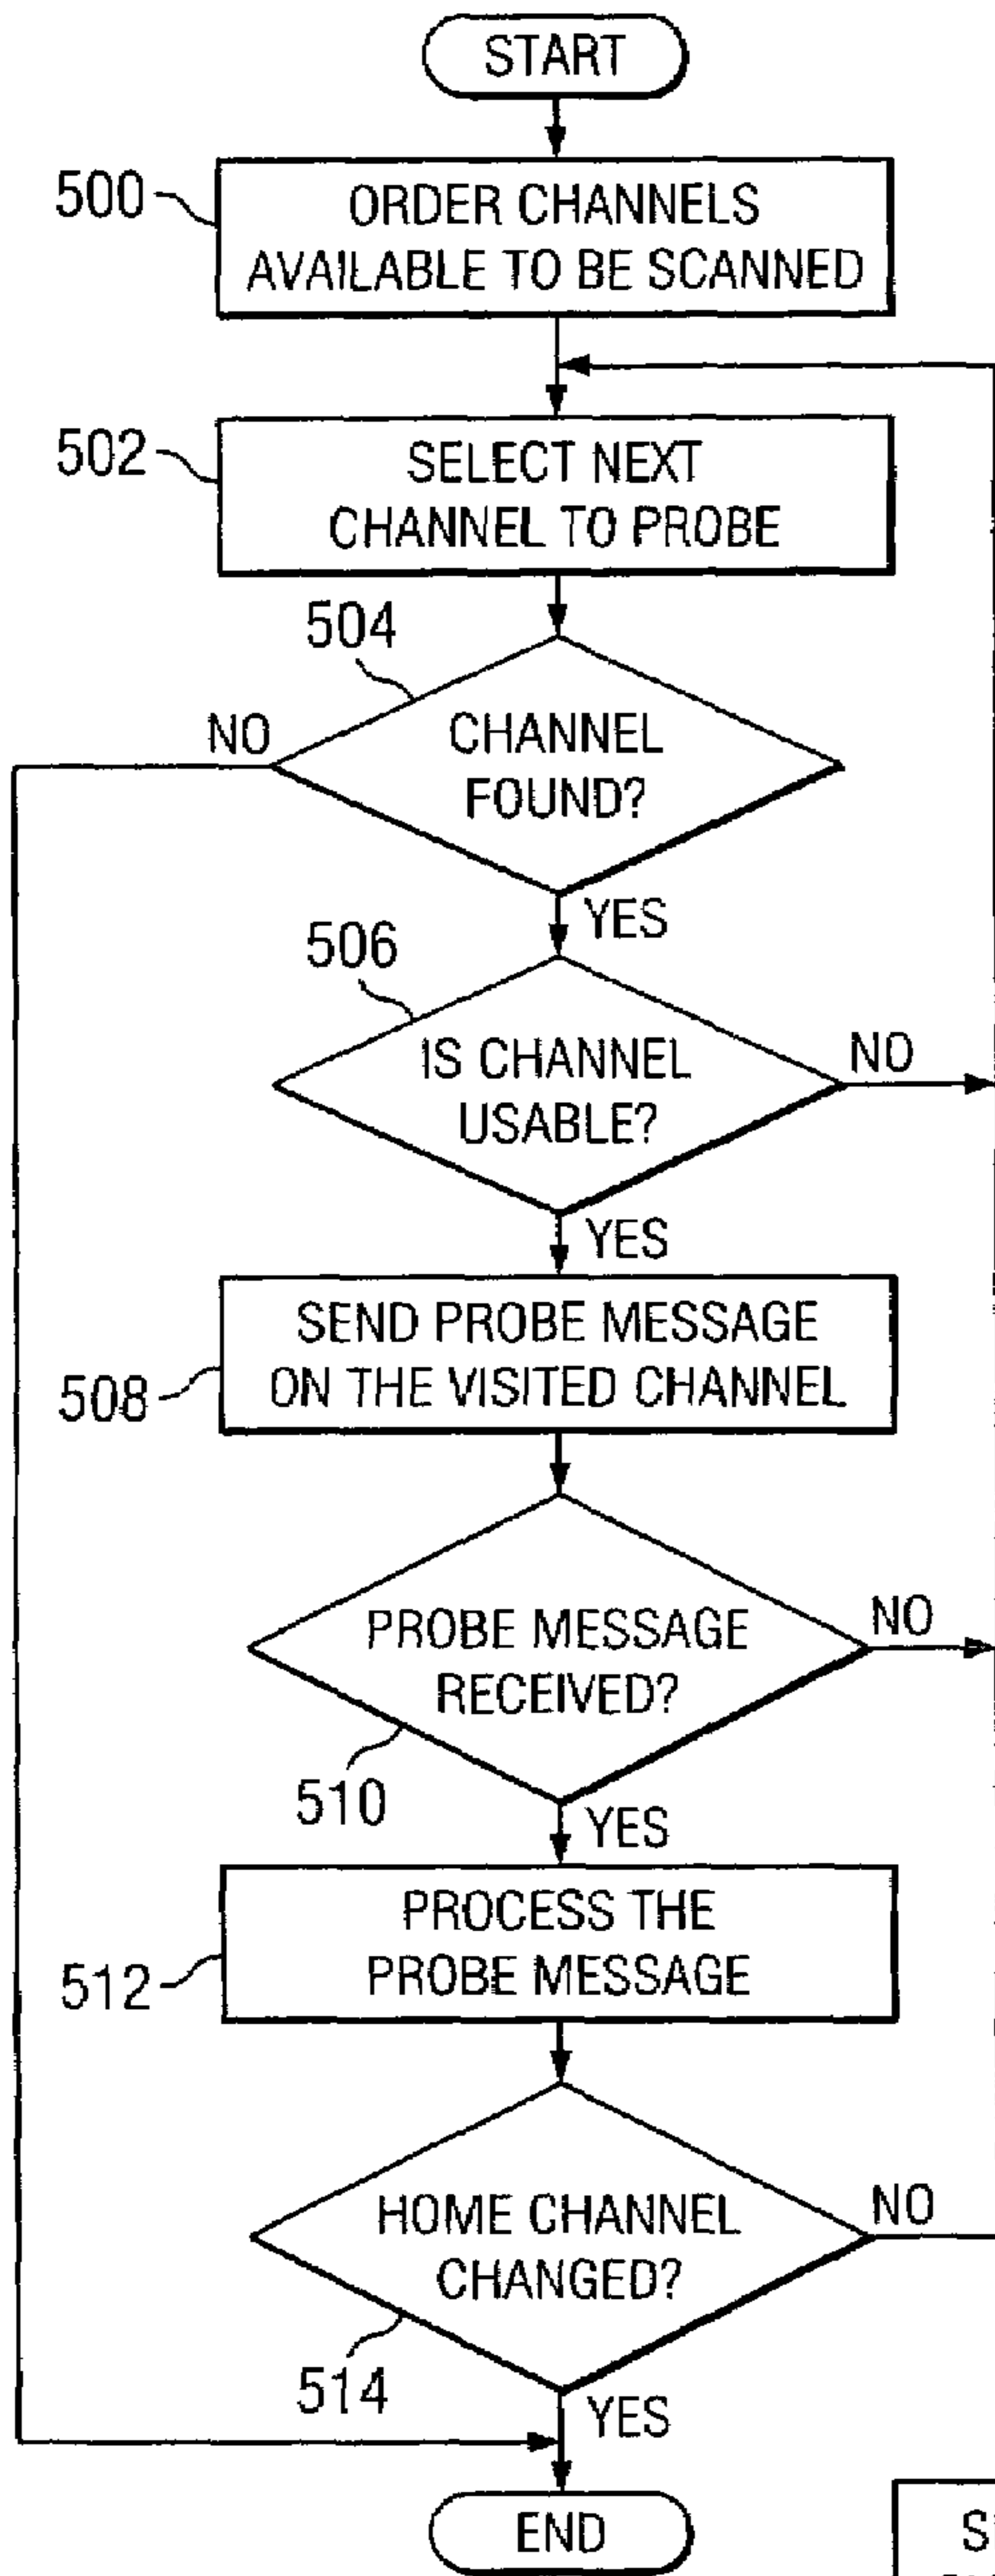 START
500
ORDER CHANNELS
AVAILABLE TO BE SCANNED
502
SELECT NEXT
CHANNEL TO PROBE
504
NO
CHANNEL
FOUND?
YES
506
IS CHANNEL
USABLE?
NO
YES
SEND PROBE MESSAGE
ON THE VISITED CHANNEL
508
PROBE MESSAGE
RECEIVED?
NO
510
YES
PROCESS THE
PROBE MESSAGE
512
HOME CHANNEL
CHANGED?
NO
514
YES
END